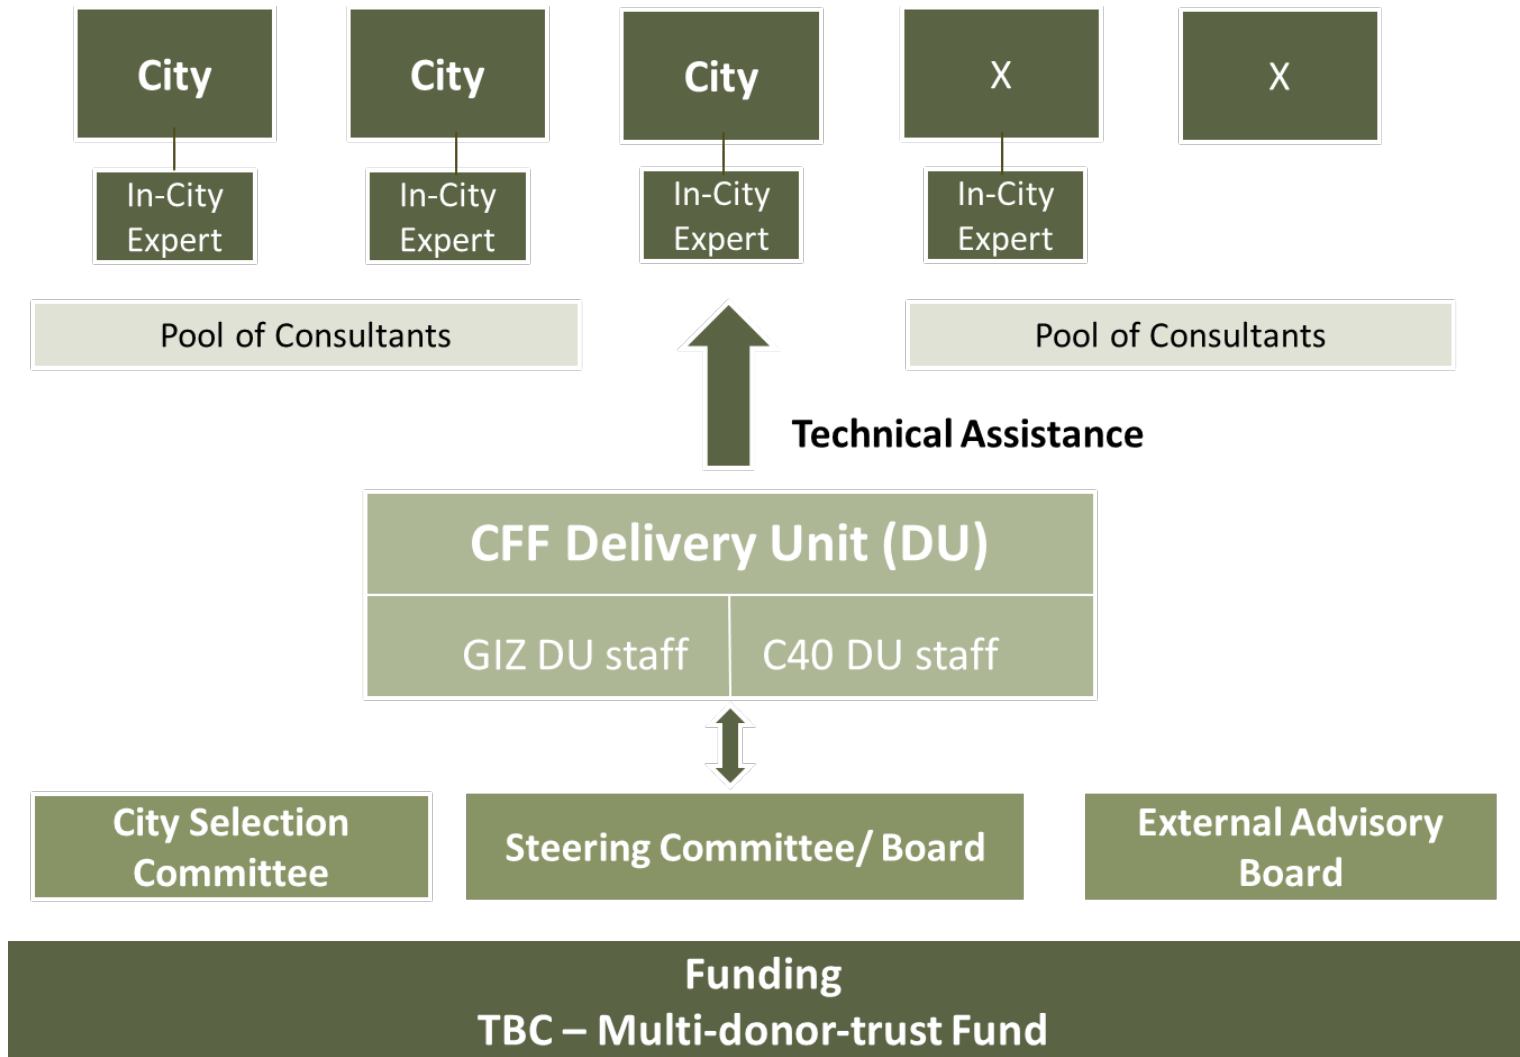 City
City
City
X
X
In-City
Expert
In-City
Expert
In-City
Expert
In-City
Expert
Pool of Consultants
Pool of Consultants
Technical Assistance
CFF Delivery Unit (DU)
GIZ DU staff
C40 DU staff
City Selection
Committee
Steering Committee/ Board
External Advisory
Board
Funding
TBC – Multi-donor-trust Fund